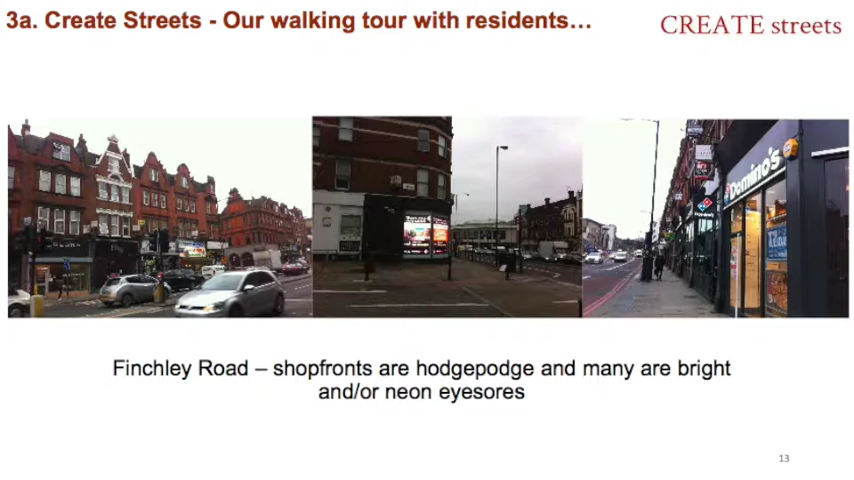 3a. Create Streets - Our walking tour with residents…
CREATE streets
Domino's
Finchley Road – shopfronts are hodgepodge and many are bright
and/or neon eyesores
13